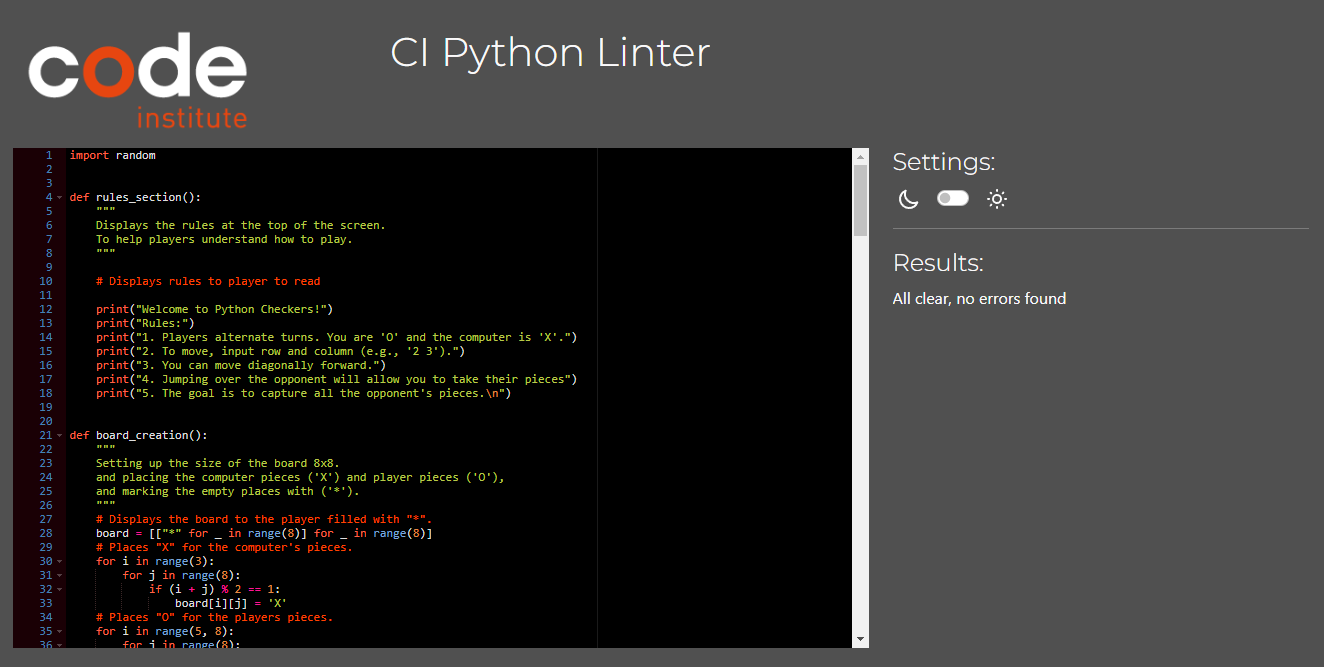 code
institute
CI Python Linter
1 import random
2
3
4 def rules_section():
5     """
6     Displays the rules at the top of the screen.
7     To help players understand how to play.
8     """
9
10     # Displays rules to player to read
11
12     print("Welcome to Python Checkers!")
13     print("Rules:")
14     print("1. Players alternate turns. You are 'O' and the computer is 'X'.")
15     print("2. To move, input row and column (e.g., '2 3').")
16     print("3. You can move diagonally forward.")
17     print("4. Jumping over the opponent will allow you to take their pieces")
18     print("5. The goal is to capture all the opponent's pieces.\n")
19
20
21 def board_creation():
22     """
23     Setting up the size of the board 8x8.
24     and placing the computer pieces ('X') and player pieces ('O'),
25     and marking the empty places with ('*').
26     """
27     # Displays the board to the player filled with "*".
28     board = [["*" for _ in range(8)] for _ in range(8)]
29     # Places "X" for the computer's pieces.
30     for i in range(3):
31         for j in range(8):
32             if (i + j) % 2 == 1:
33                 board[i][j] = 'X'
34     # Places "O" for the players pieces.
35     for i in range(5, 8):
36         for j in range(8):
Settings:
Results:
All clear, no errors found